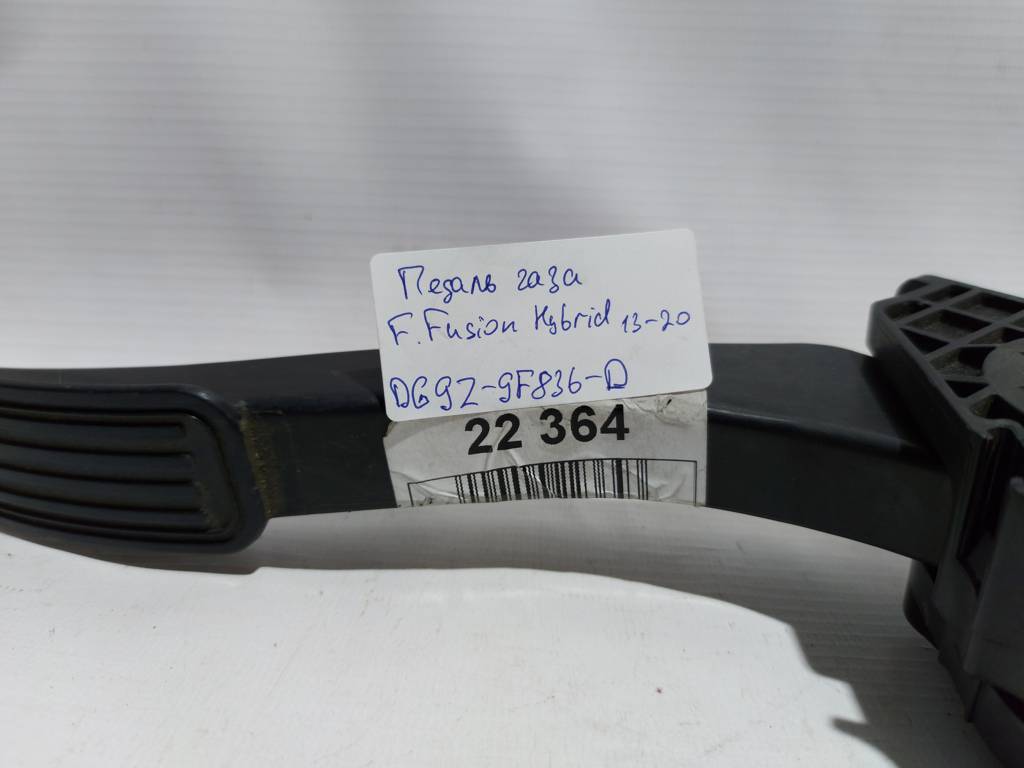 Педаль газа
F. Fusion Hybrid 13-20
DG9Z-9F836-D
22 364